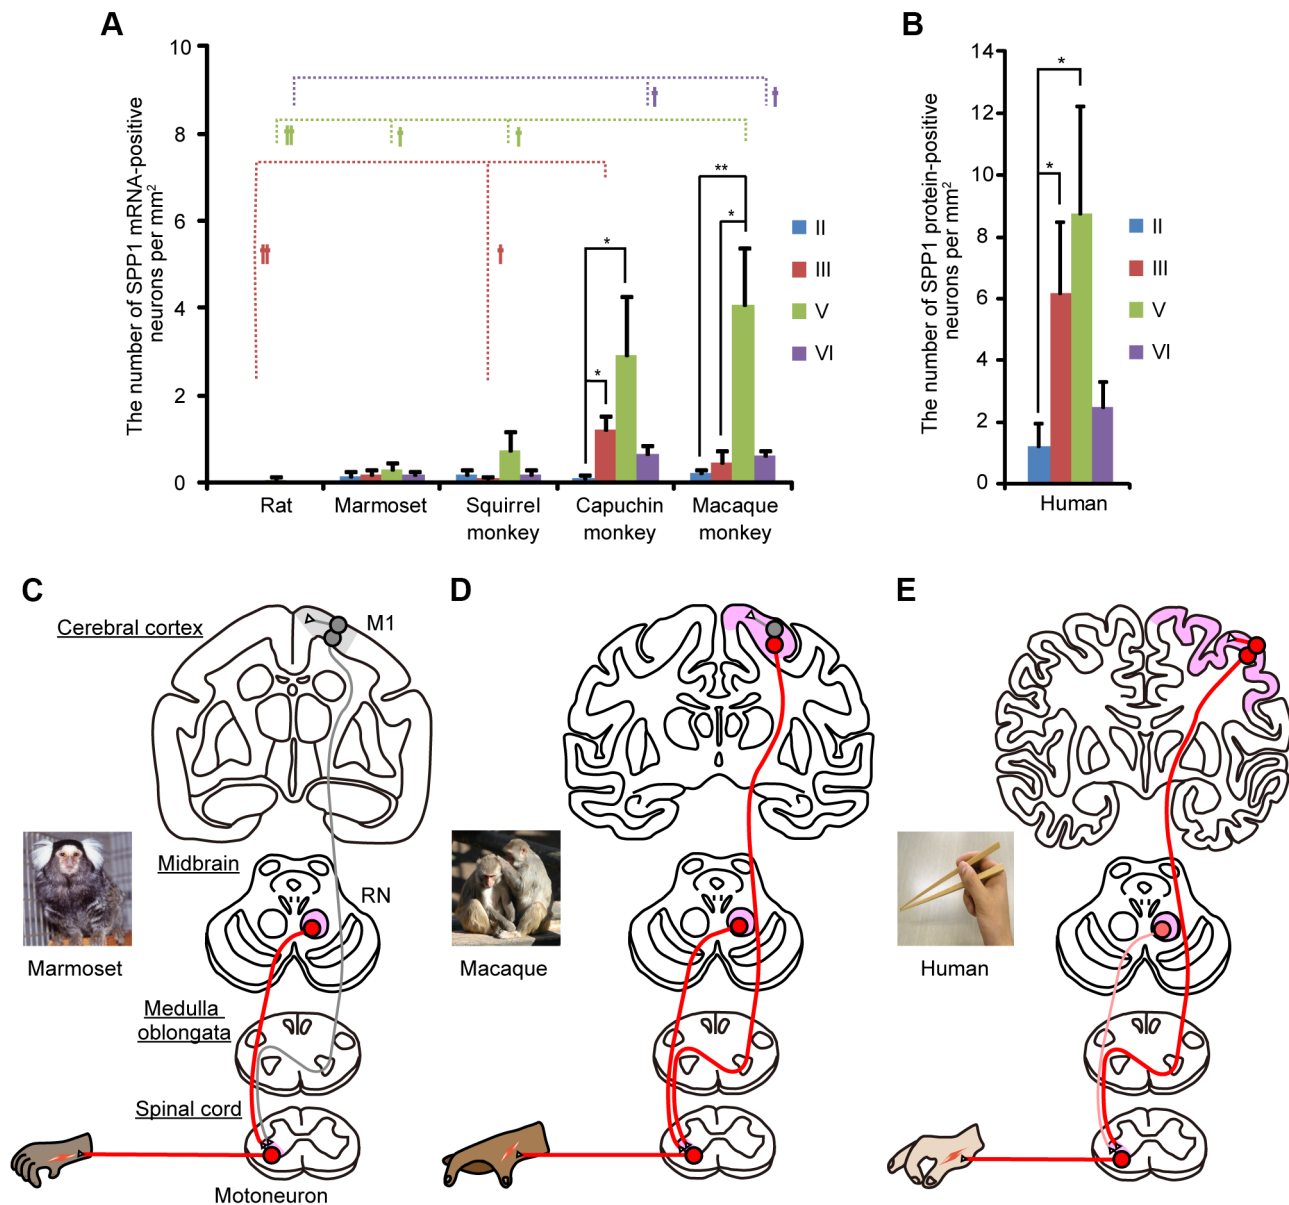 A
The number of SPP1 mRNA-positive
neurons per mm²
10
8
6
4
2
0
††
†
†
††
†
†
†
*
*
**
*
Rat
Marmoset
Squirrel
monkey
Capuchin
monkey
Macaque
monkey
II
III
V
VI
B
The number of SPP1 protein-positive
neurons per mm²
14
12
10
8
6
4
2
0
*
*
Human
II
III
V
VI
C
Cerebral cortex
M1
Midbrain
RN
Marmoset
Medulla
oblongata
Spinal cord
Motoneuron
D
Macaque
E
Human